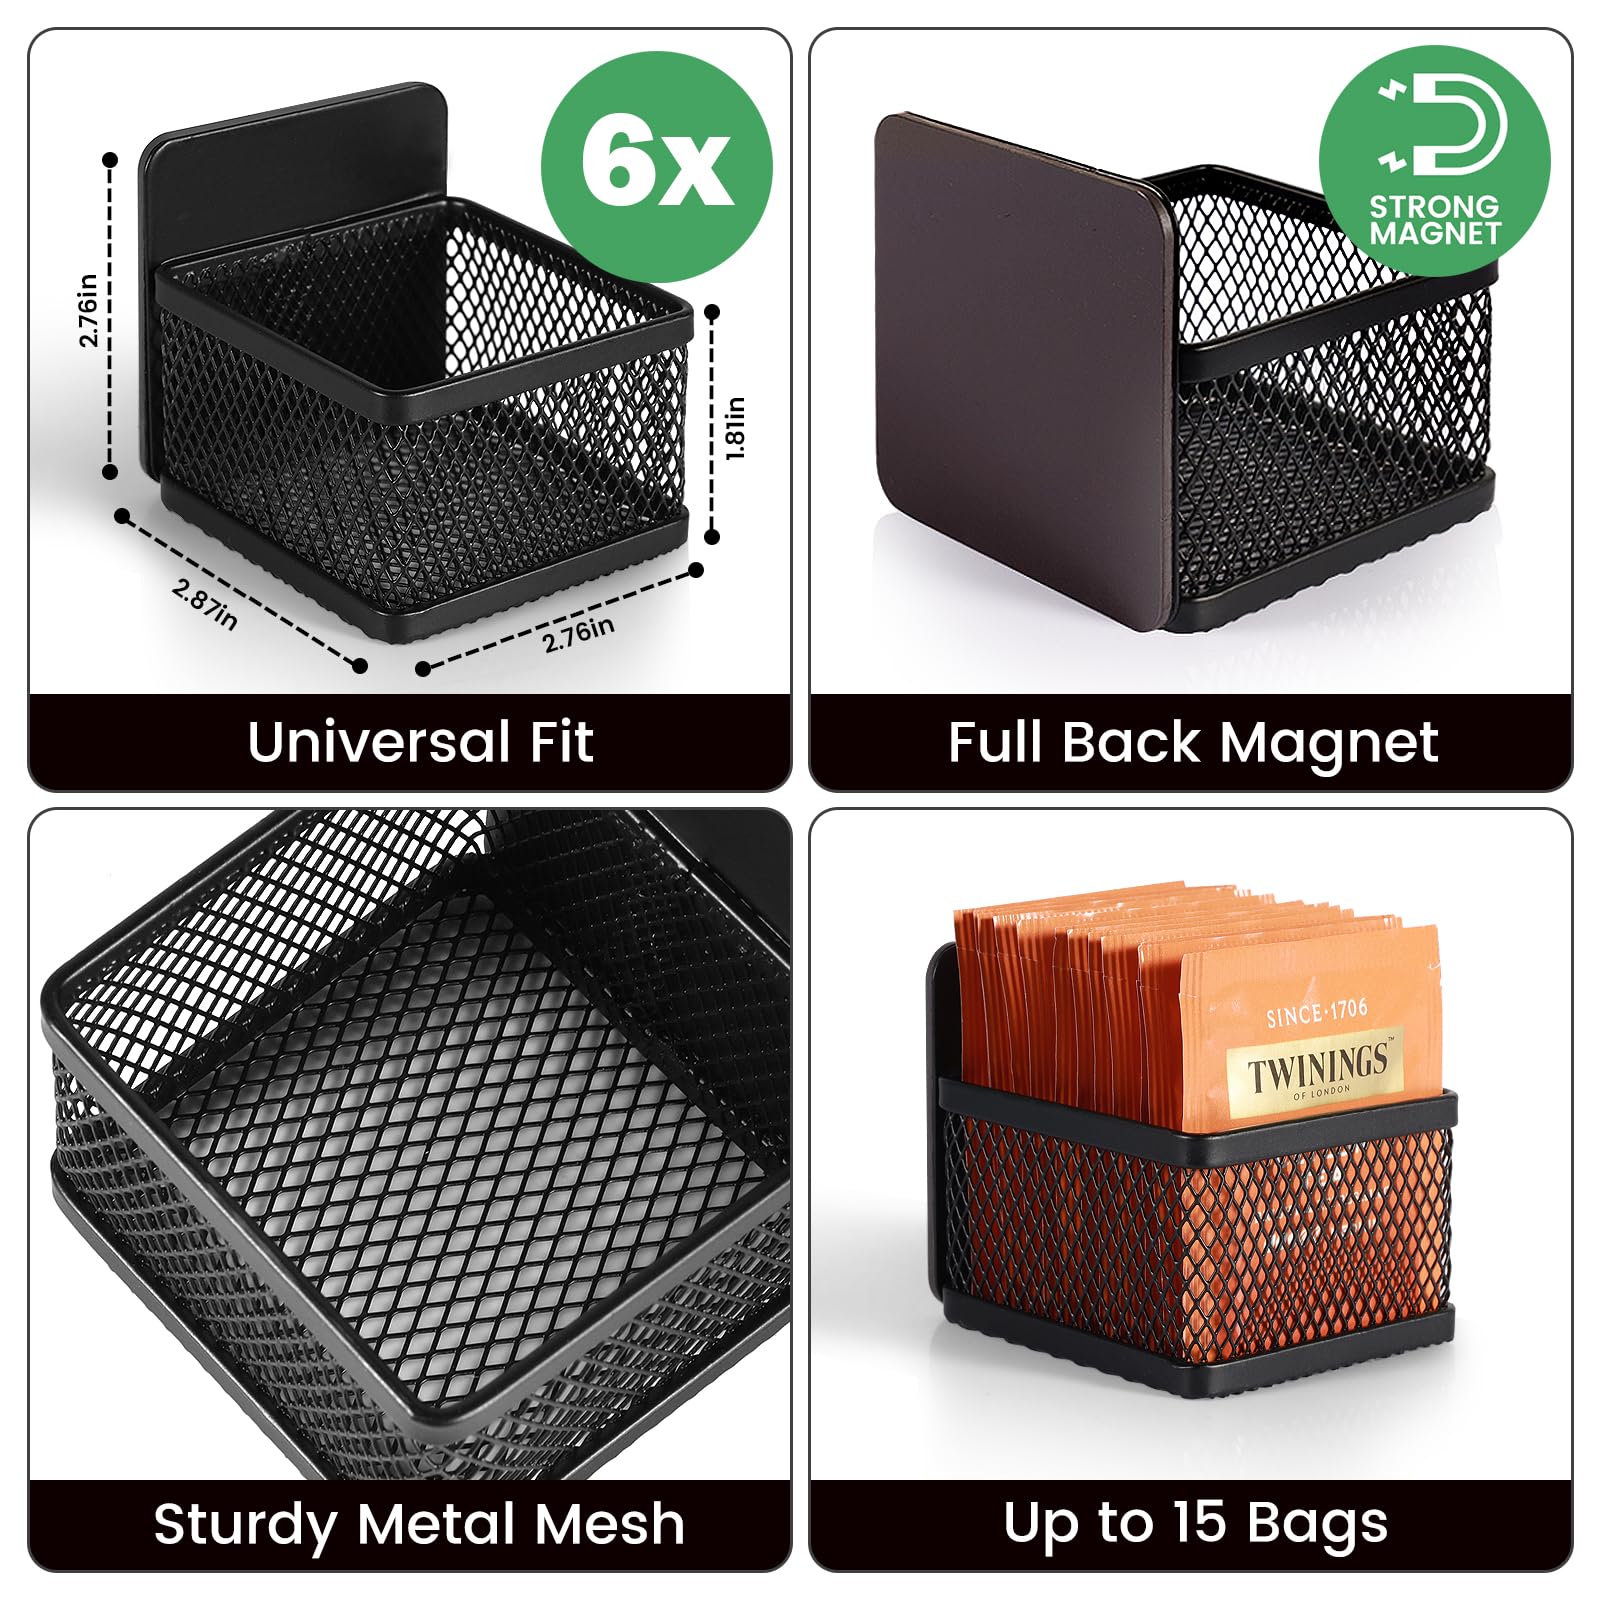 6x
2.76in
1.81in
2.87in
2.76in
Universal Fit
STRONG
MAGNET
Full Back Magnet
Sturdy Metal Mesh
SINCE·1706
TWININGS™
OF LONDON
Up to 15 Bags